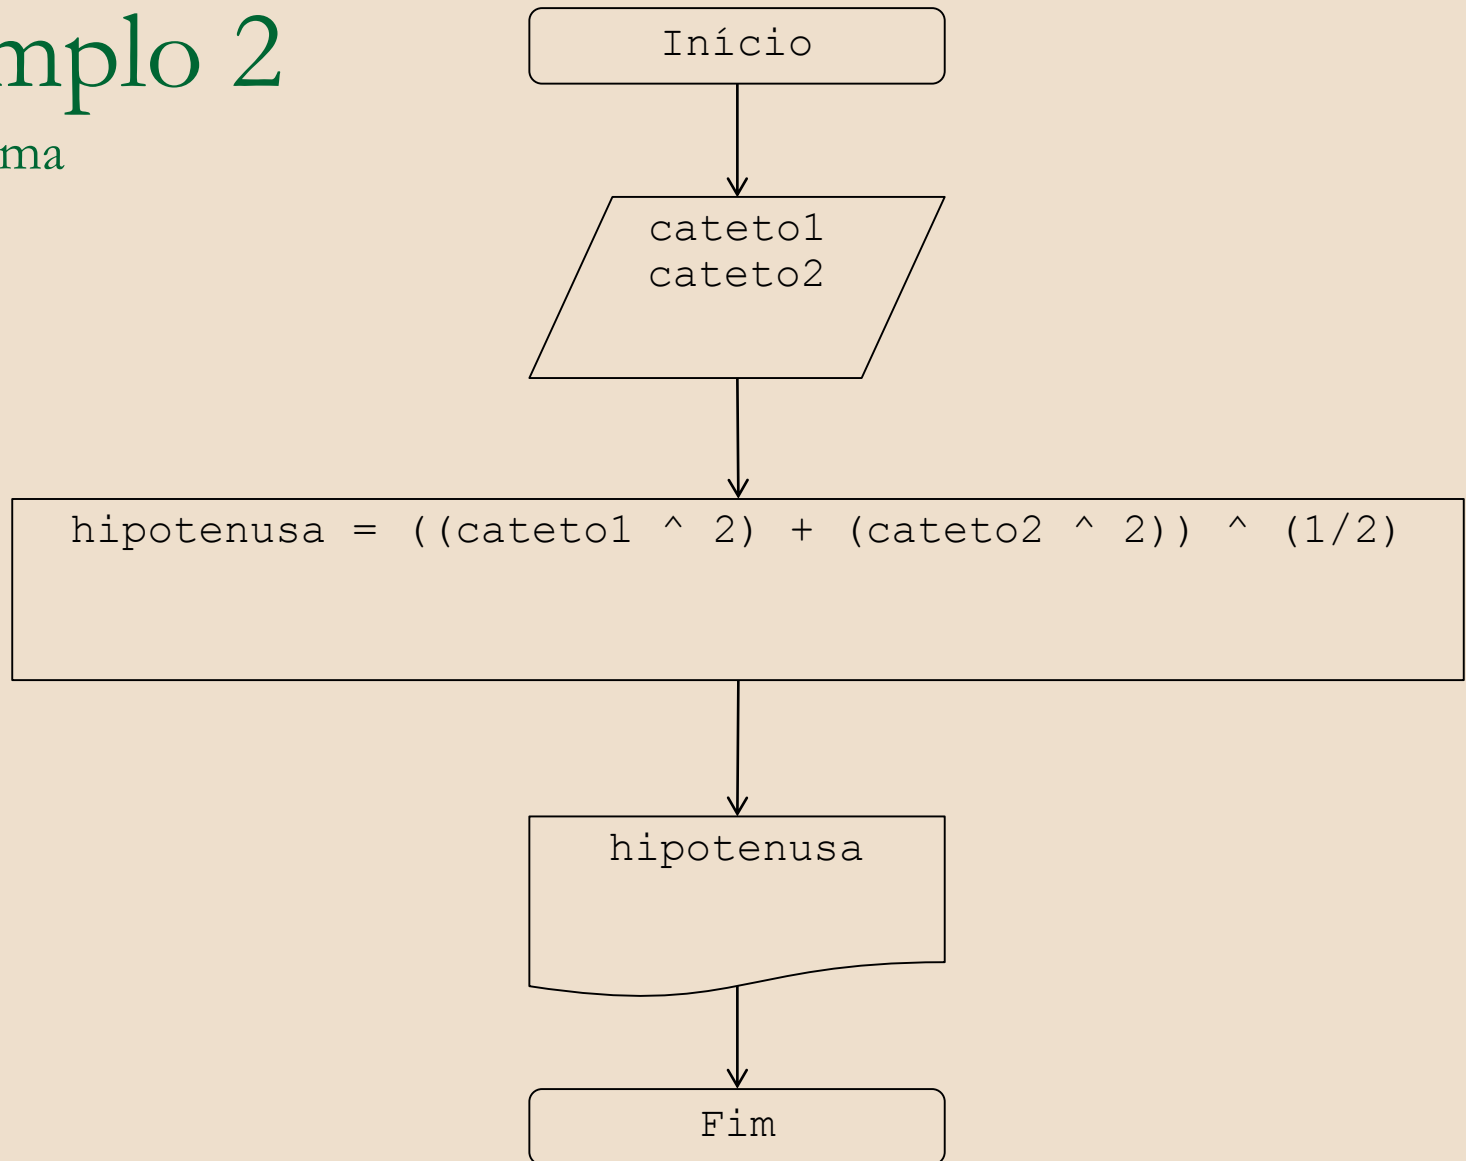 mplo 2
ma
Início
cateto1
cateto2
hipotenusa = ((cateto1 ^ 2) + (cateto2 ^ 2)) ^ (1/2)
hipotenusa
Fim